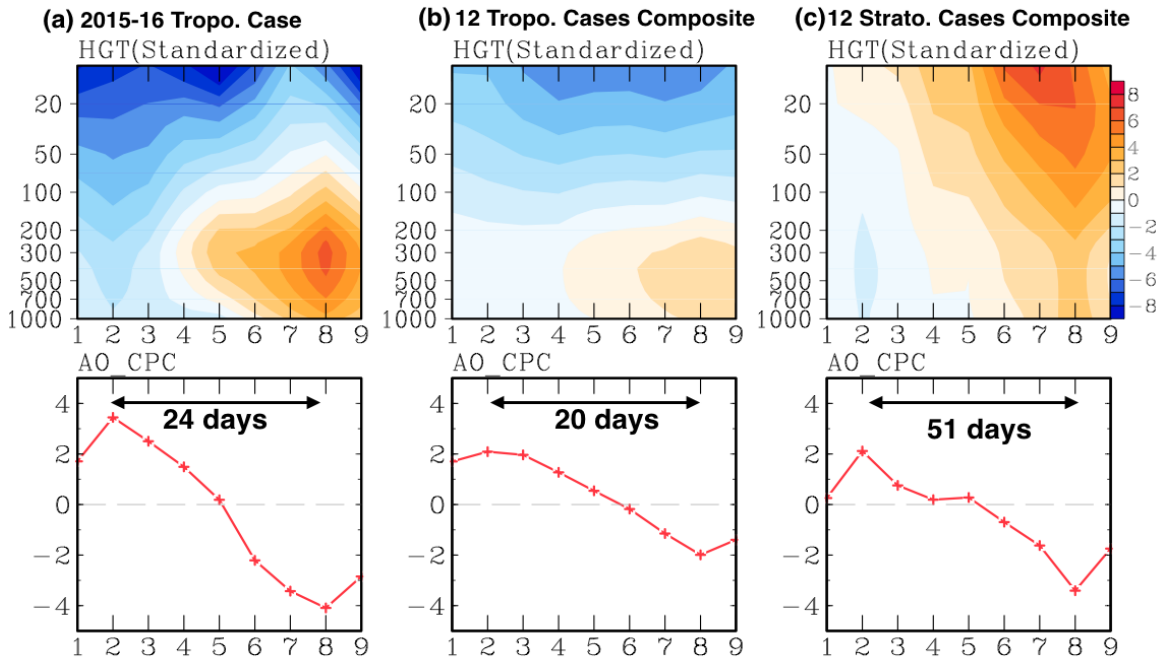 (a) 2015-16 Tropo. Case
(b) 12 Tropo. Cases Composite
(c) 12 Strato. Cases Composite
HGT(Standardized)
HGT(Standardized)
HGT(Standardized)
20
50
100
200
300
500
700
1000
1 2 3 4 5 6 7 8 9
20
50
100
200
300
500
700
1000
1 2 3 4 5 6 7 8 9
20
50
100
200
300
500
700
1000
1 2 3 4 5 6 7 8 9
8
6
4
2
0
-2
-4
-6
-8
AO_CPC
24 days
4
2
0
-2
-4
1 2 3 4 5 6 7 8 9
AO_CPC
20 days
4
2
0
-2
-4
1 2 3 4 5 6 7 8 9
AO_CPC
51 days
4
2
0
-2
-4
1 2 3 4 5 6 7 8 9